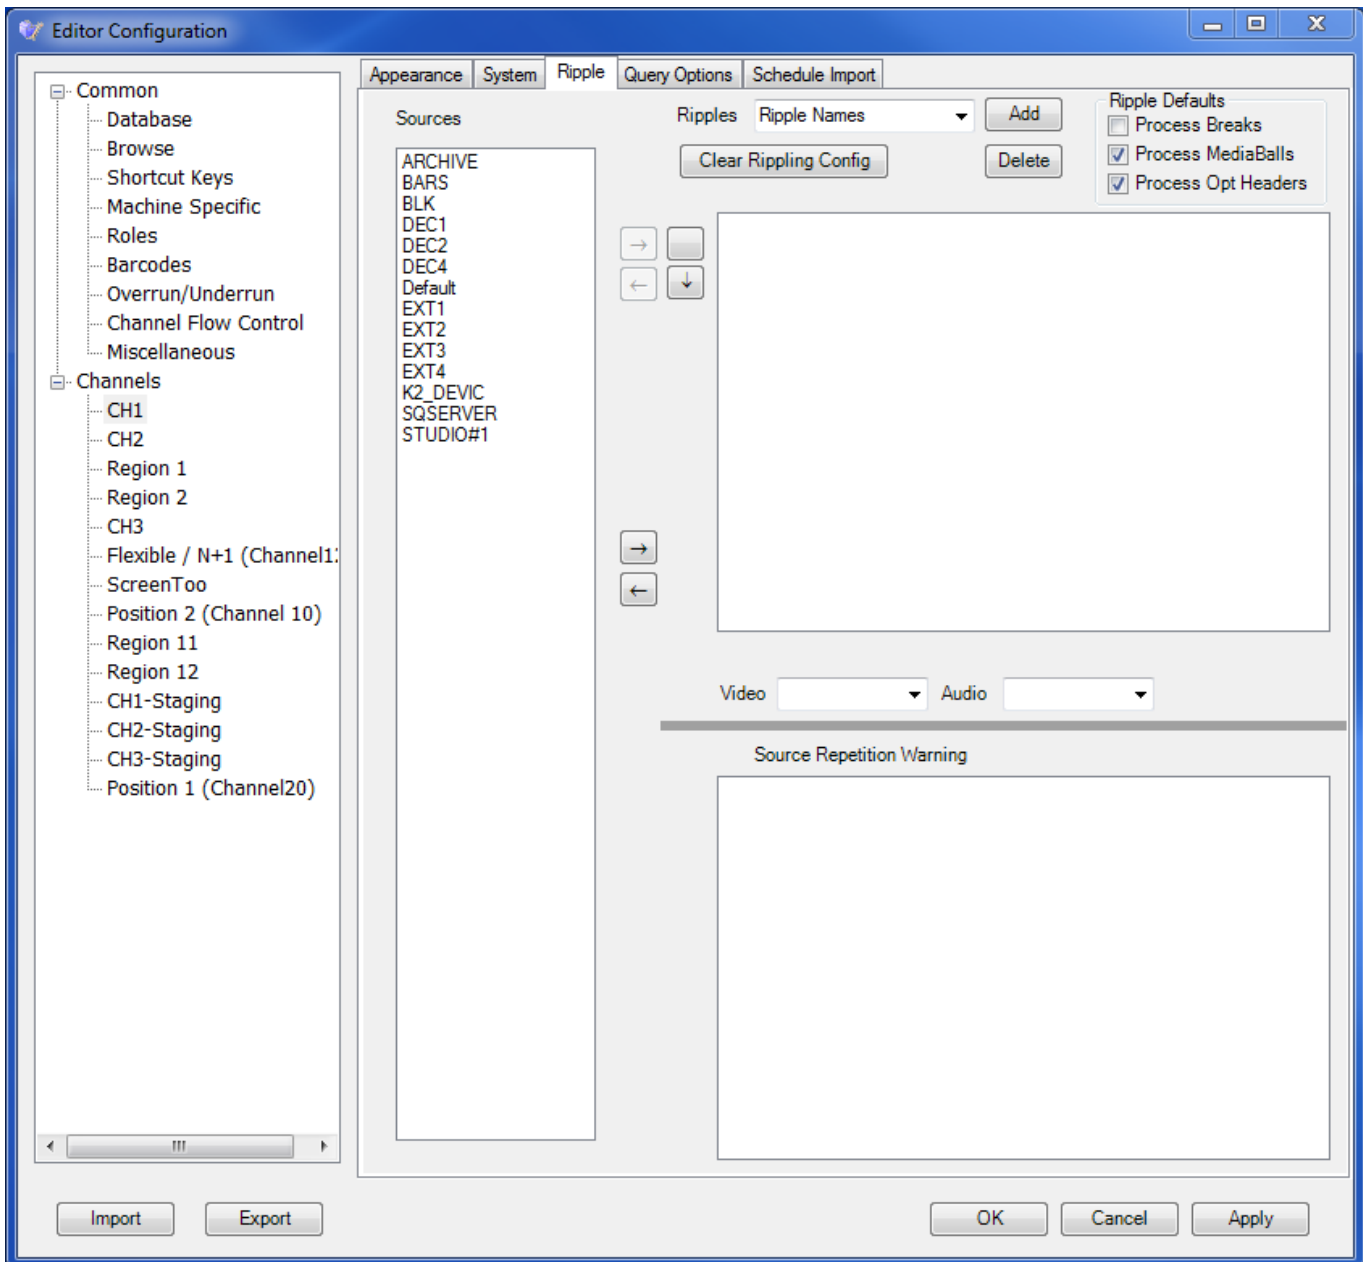 Editor Configuration
Common
Database
Browse
Shortcut Keys
Machine Specific
Roles
Barcodes
Overrun/Underrun
Channel Flow Control
Miscellaneous
Channels
CH1
CH2
Region 1
Region 2
CH3
Flexible / N+1 (Channel1
ScreenToo
Position 2 (Channel 10)
Region 11
Region 12
CH1-Staging
CH2-Staging
CH3-Staging
Position 1 (Channel20)
Import
Export
Appearance
System
Ripple
Query Options
Schedule Import
Sources
ARCHIVE
BARS
BLK
DEC1
DEC2
DEC4
Default
EXT1
EXT2
EXT3
EXT4
K2_DEVIC
SQSERVER
STUDIO#1
Ripples
Ripple Names
Add
Clear Rippling Config
Delete
Ripple Defaults
Process Breaks
Process MediaBalls
Process Opt Headers
Video
Audio
Source Repetition Warning
OK
Cancel
Apply